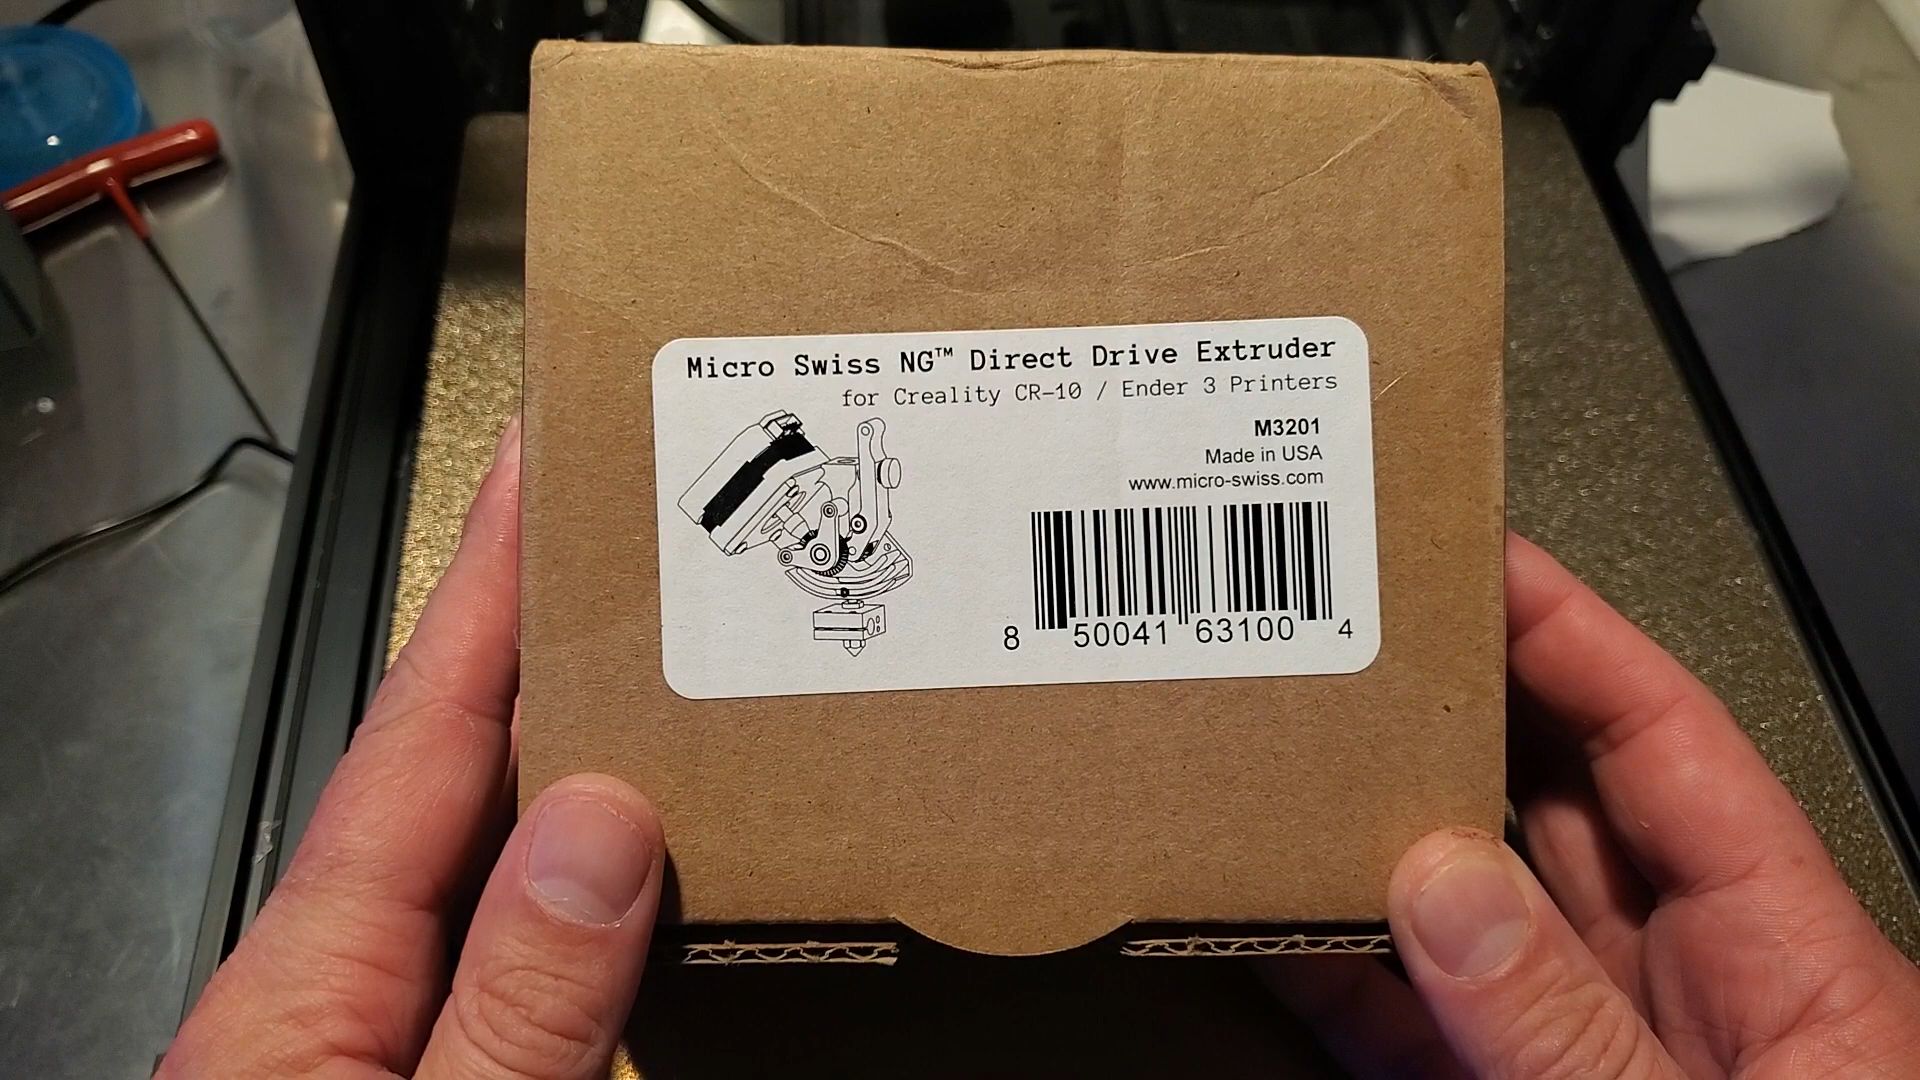 Micro Swiss NG™ Direct Drive Extruder
for Creality CR-10 / Ender 3 Printers
M3201
Made in USA
www.micro-swiss.com
8 50041 63100 4